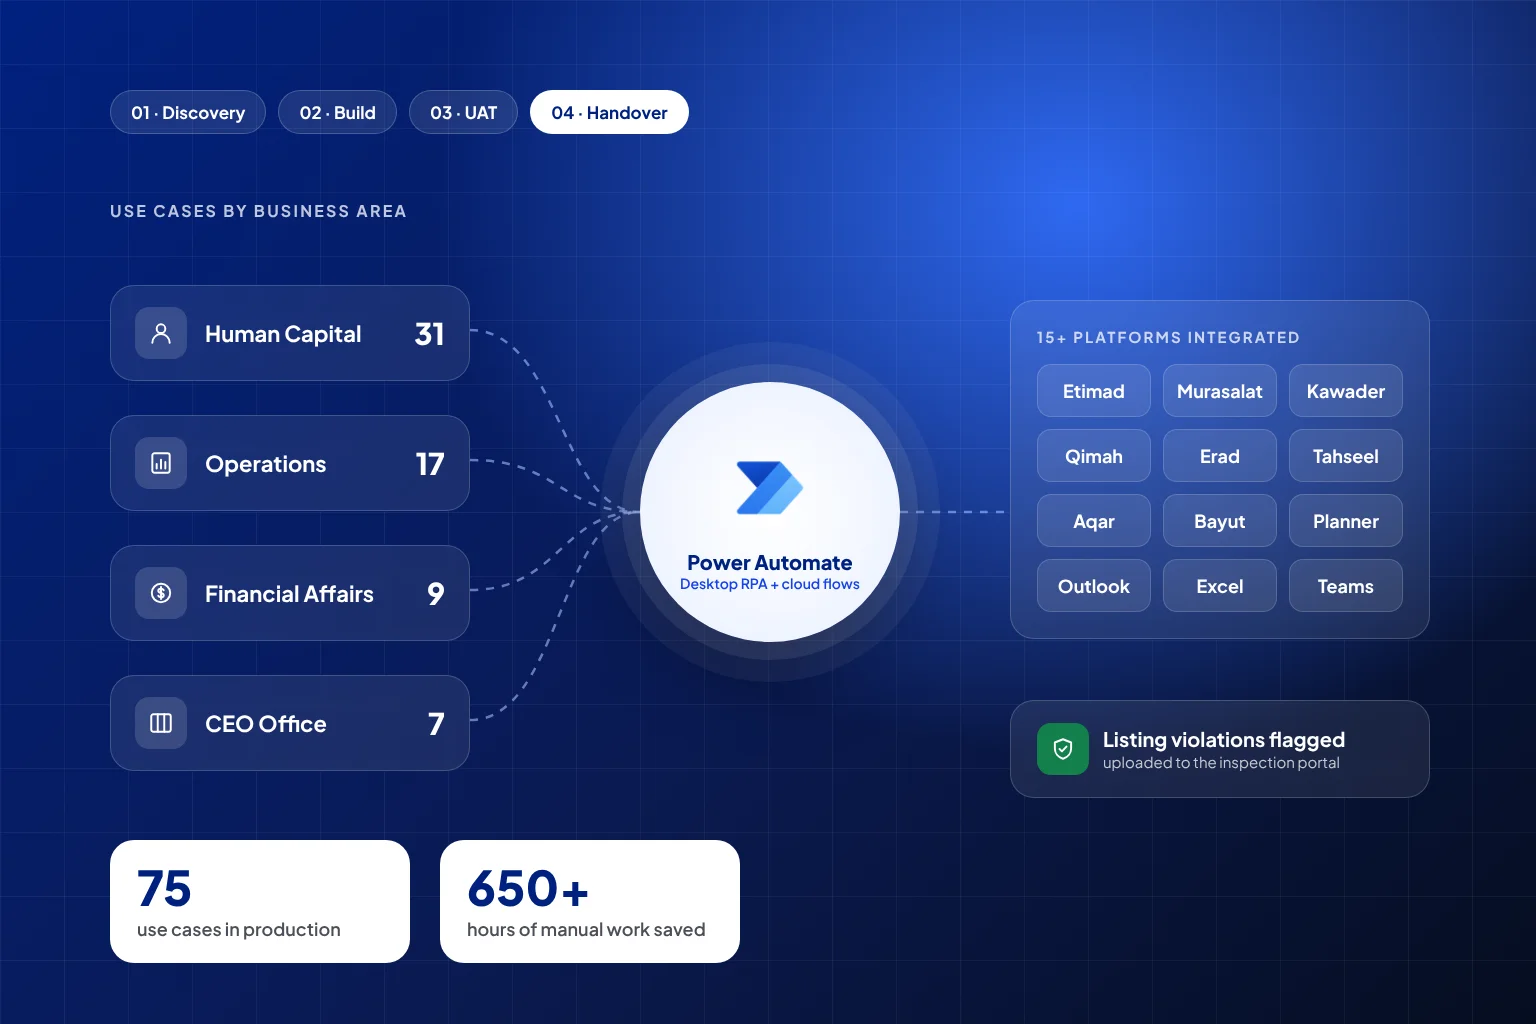 01 · Discovery
02 · Build
03 · UAT
04 · Handover
USE CASES BY BUSINESS AREA
Human Capital 31
Operations 17
Financial Affairs 9
CEO Office 7
Power Automate
Desktop RPA + cloud flows
15+ PLATFORMS INTEGRATED
Etimad Murasalat Kawader
Qimah Erad Tahseel
Aqar Bayut Planner
Outlook Excel Teams
Listing violations flagged
uploaded to the inspection portal
75
use cases in production
650+
hours of manual work saved